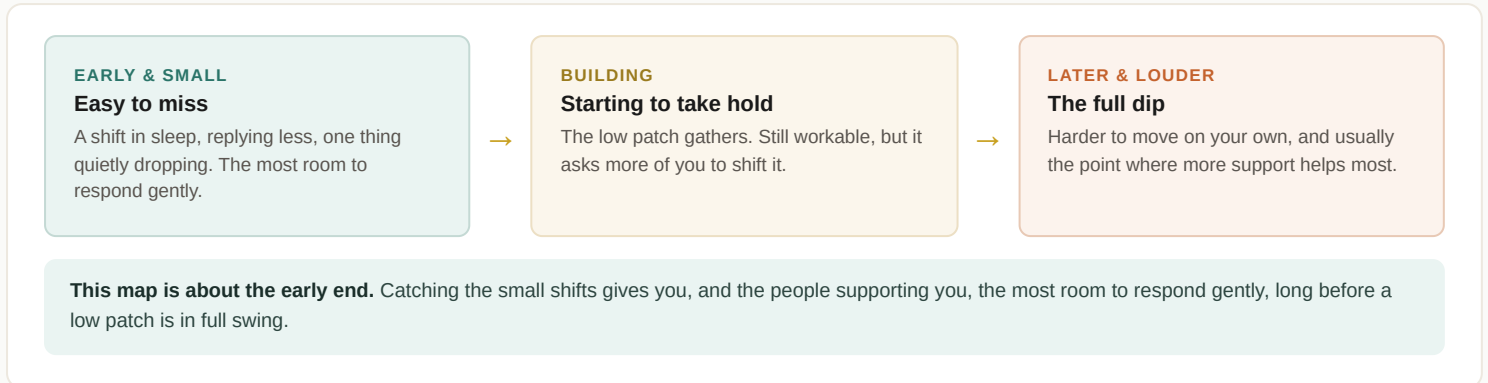 EARLY & SMALL
Easy to miss
A shift in sleep, replying less, one thing
quietly dropping. The most room to
respond gently.
→
BUILDING
Starting to take hold
The low patch gathers. Still workable, but it
asks more of you to shift it.
→
LATER & LOUDER
The full dip
Harder to move on your own, and usually
the point where more support helps most.
This map is about the early end. Catching the small shifts gives you, and the people supporting you, the most room to respond gently, long before a
low patch is in full swing.